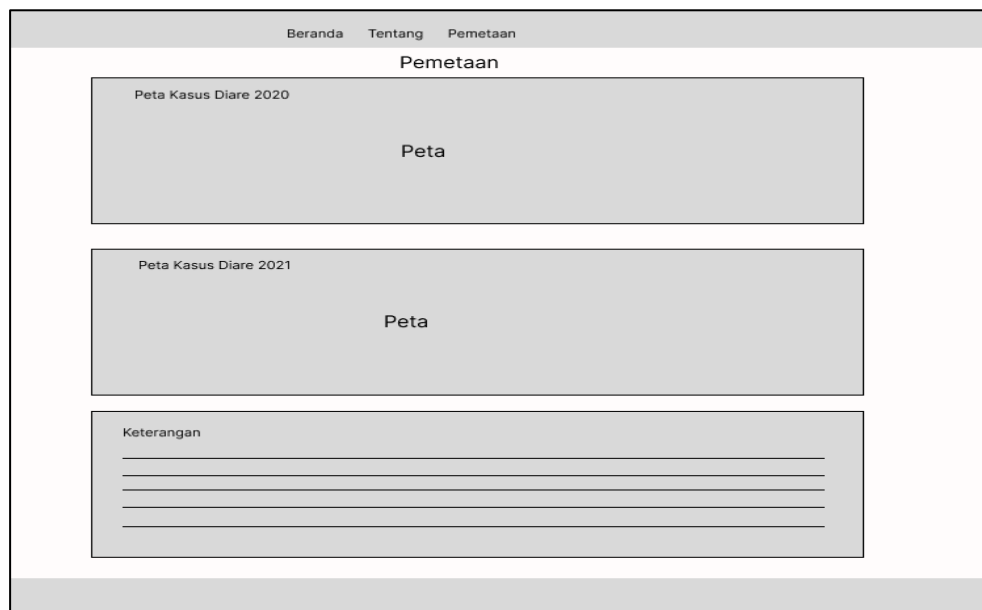 Beranda Tentang Pemetaan
Pemetaan
Peta Kasus Diare 2020
Peta
Peta Kasus Diare 2021
Peta
Keterangan